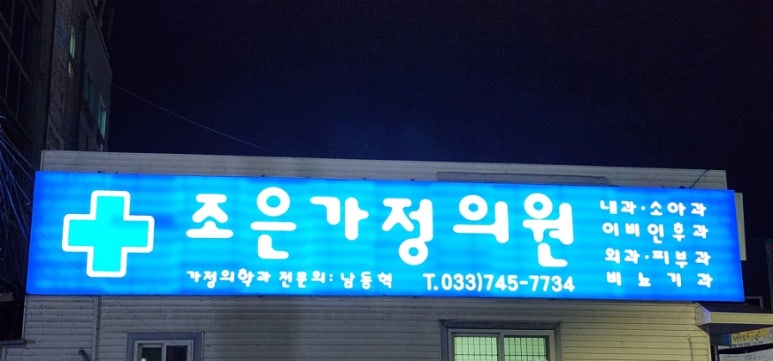 조은가정의원
가정의학과 전문의: 남동혁 T.033)745-7734
내과·소아과
이비인후과
외과·피부과
비뇨기과